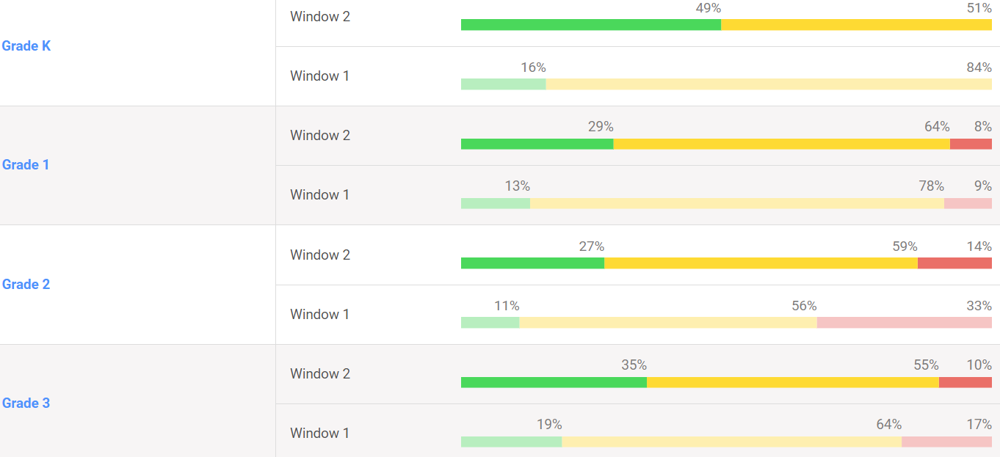 49% 51%
Window 2
Grade K
16% 84%
Window 1
29% 64% 8%
Window 2
Grade 1
13% 78% 9%
Window 1
27% 59% 14%
Window 2
Grade 2
11% 56% 33%
Window 1
35% 55% 10%
Window 2
Grade 3
19% 64% 17%
Window 1